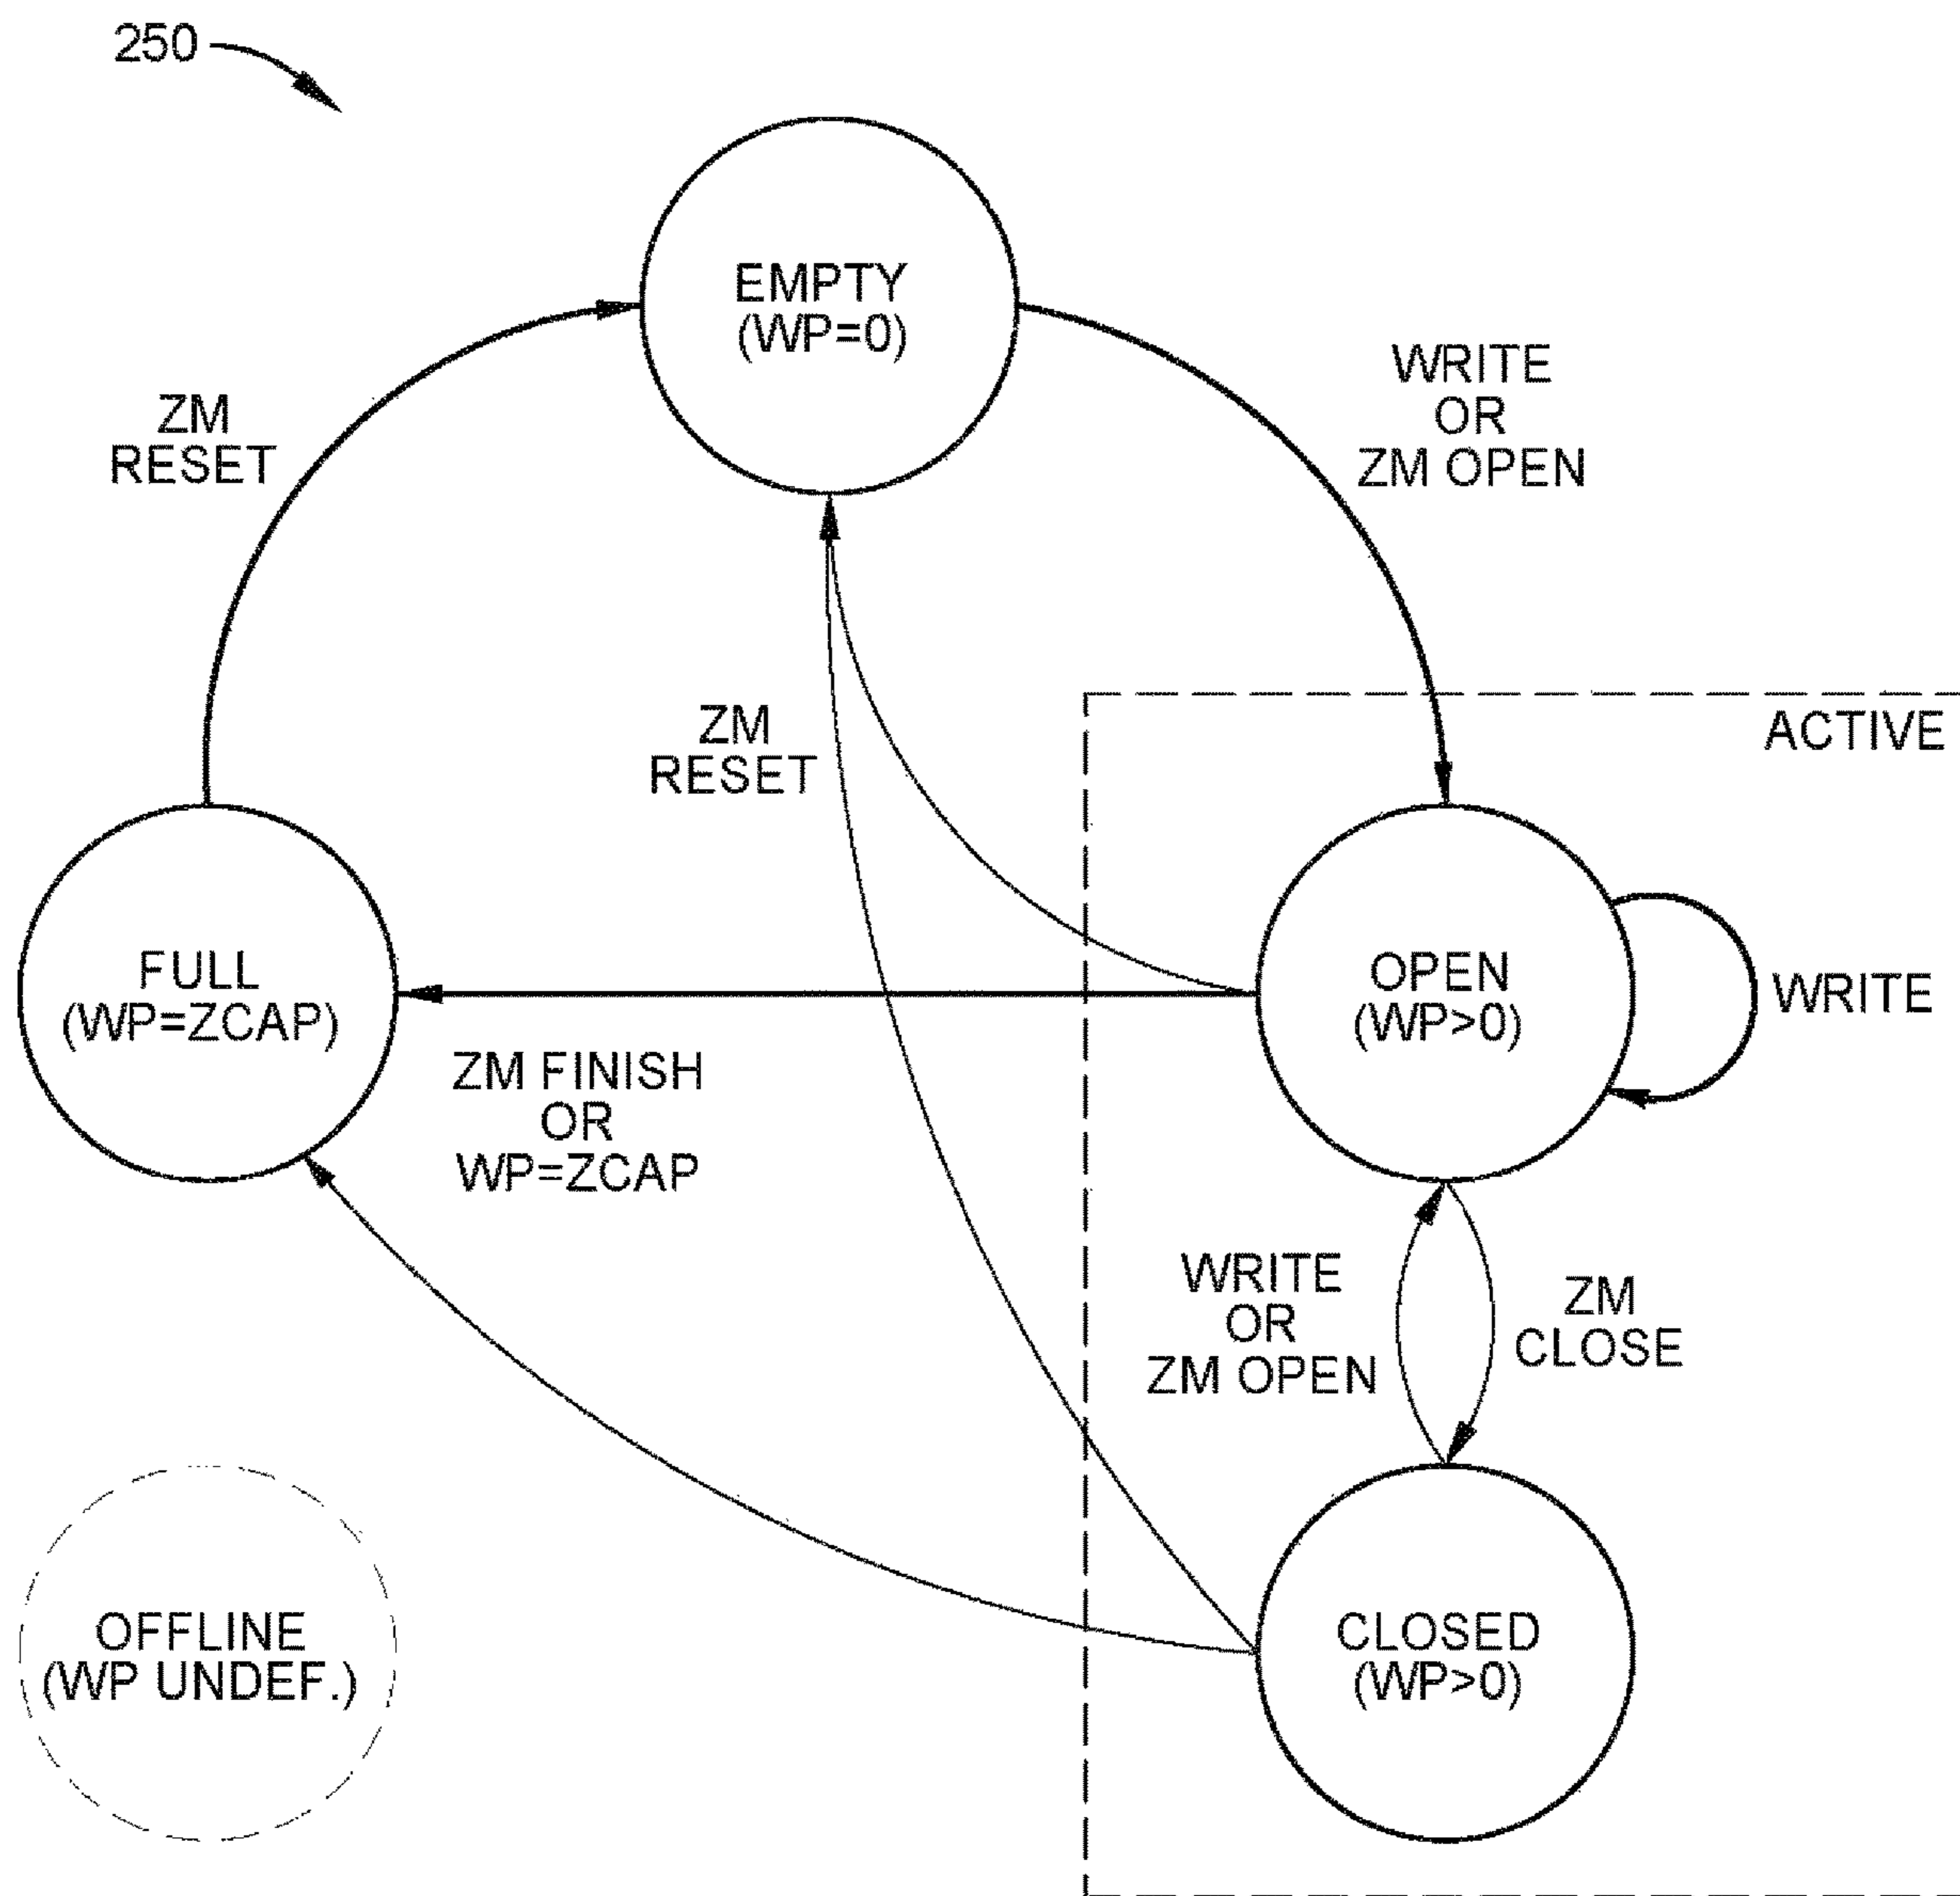 250
EMPTY
(WP=0)
WRITE
OR
ZM OPEN
ZM
RESET
ZM
RESET
ACTIVE
FULL
(WP=ZCAP)
OPEN
(WP>0)
WRITE
ZM FINISH
OR
WP=ZCAP
WRITE
OR
ZM OPEN
ZM
CLOSE
OFFLINE
(WP UNDEF.)
CLOSED
(WP>0)